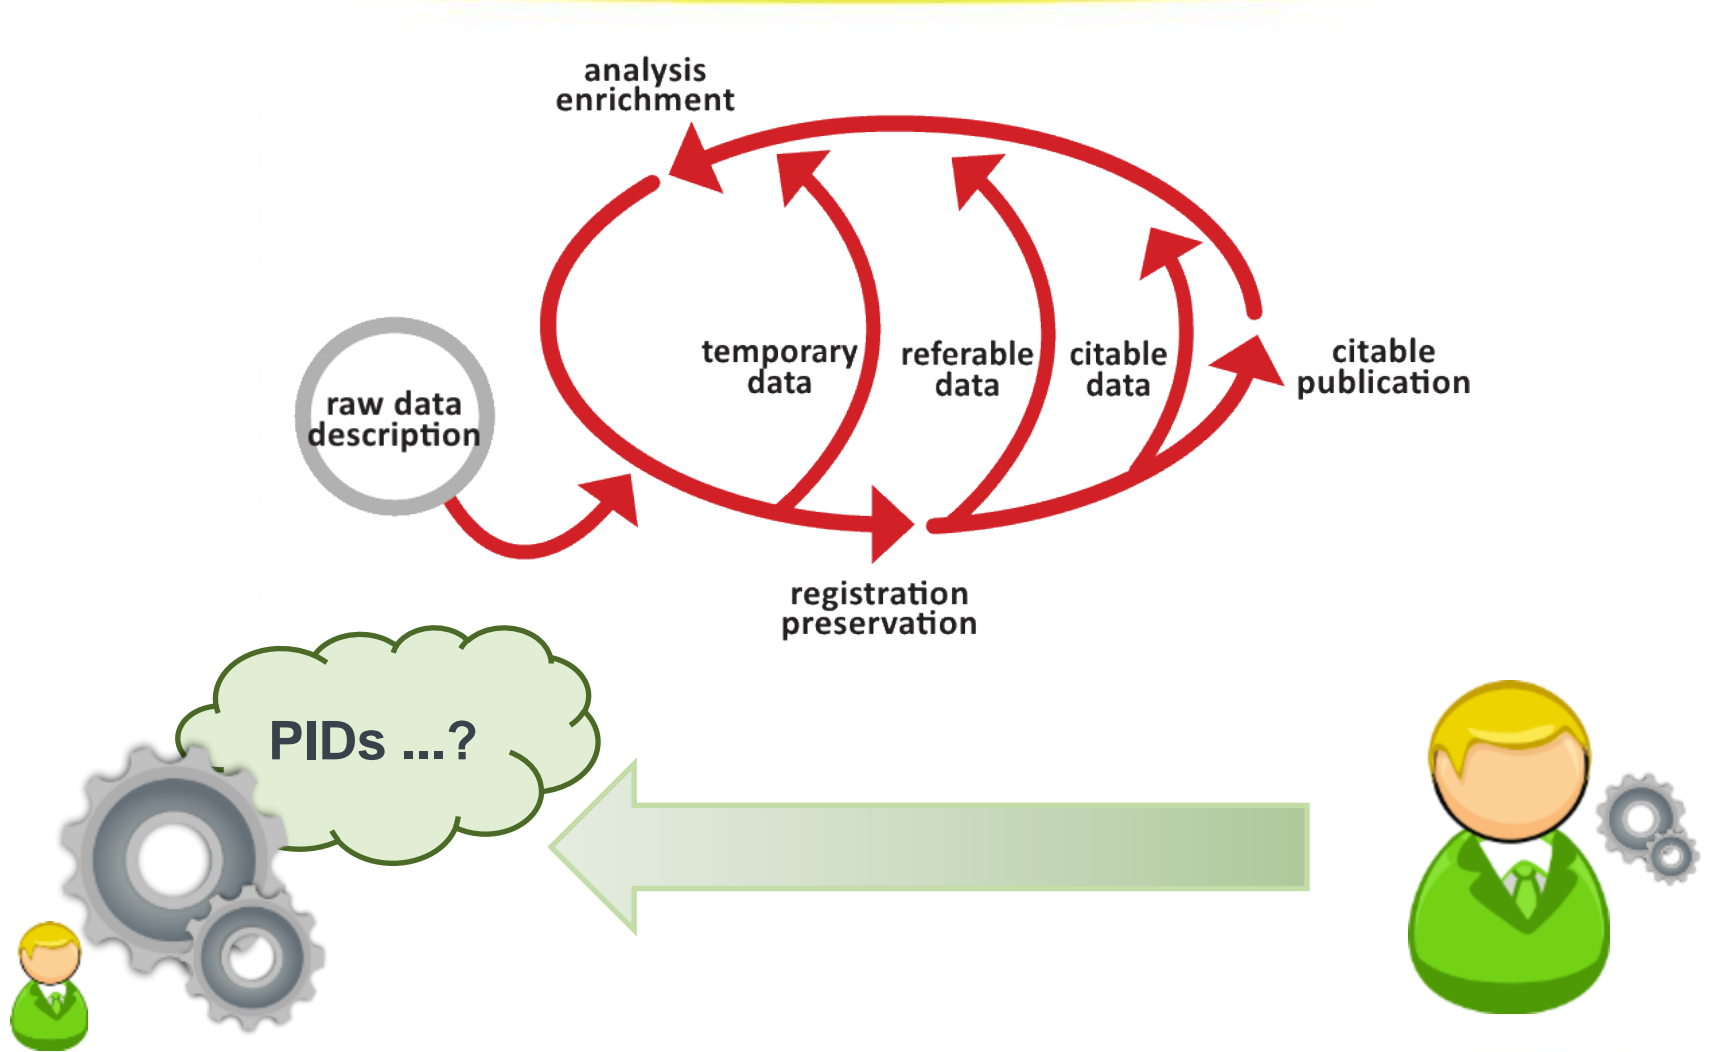 analysis
enrichment
temporary
data
referable
data
citable
data
citable
publication
raw data
description
registration
preservation
PIDs ...?